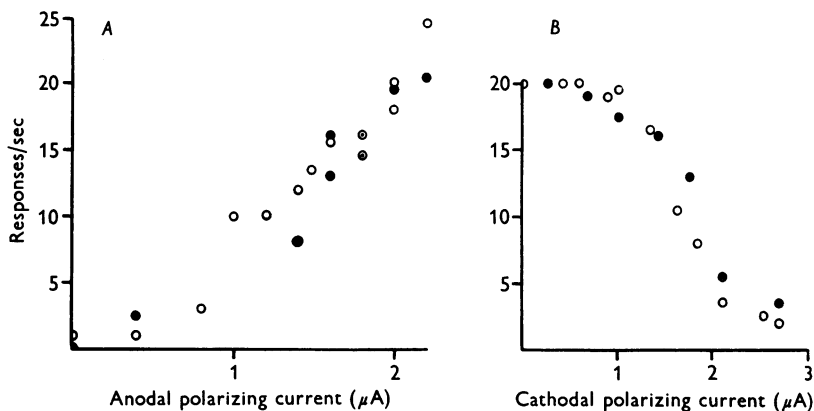 A
B
Responses/sec
25
20
15
10
5
1
2
Anodal polarizing current (μA)
20
15
10
5
1
2
3
Cathodal polarizing current (μA)